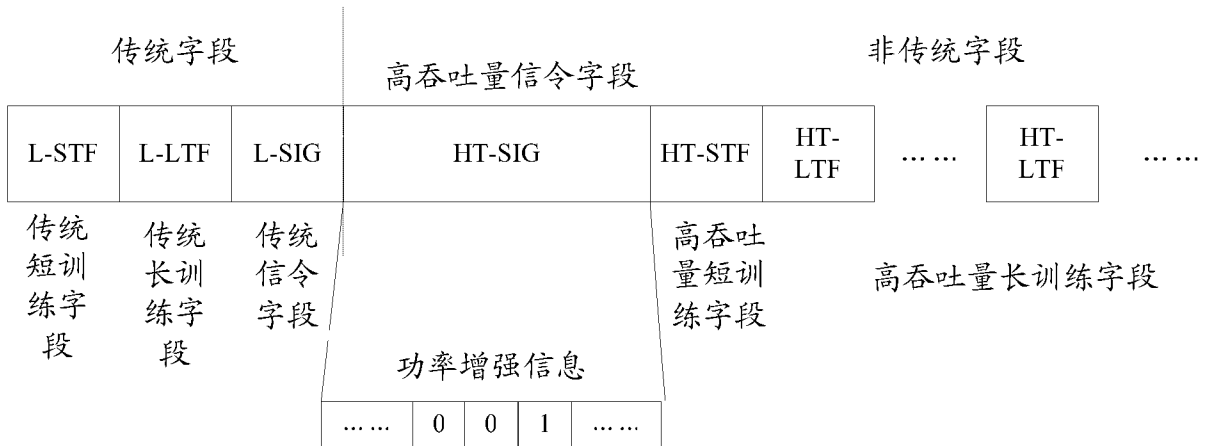 传统字段
非传统字段
高吞吐量信令字段
L-STF
L-LTF
L-SIG
HT-SIG
HT-STF
HT-
LTF
... ...
HT-
LTF
... ...
传统
短训
练字
段
传统
长训
练字
段
传统
信令
字段
高吞吐
量短训
练字段
高吞吐量长训练字段
功率增强信息
... ... 0 0 1 ... ...